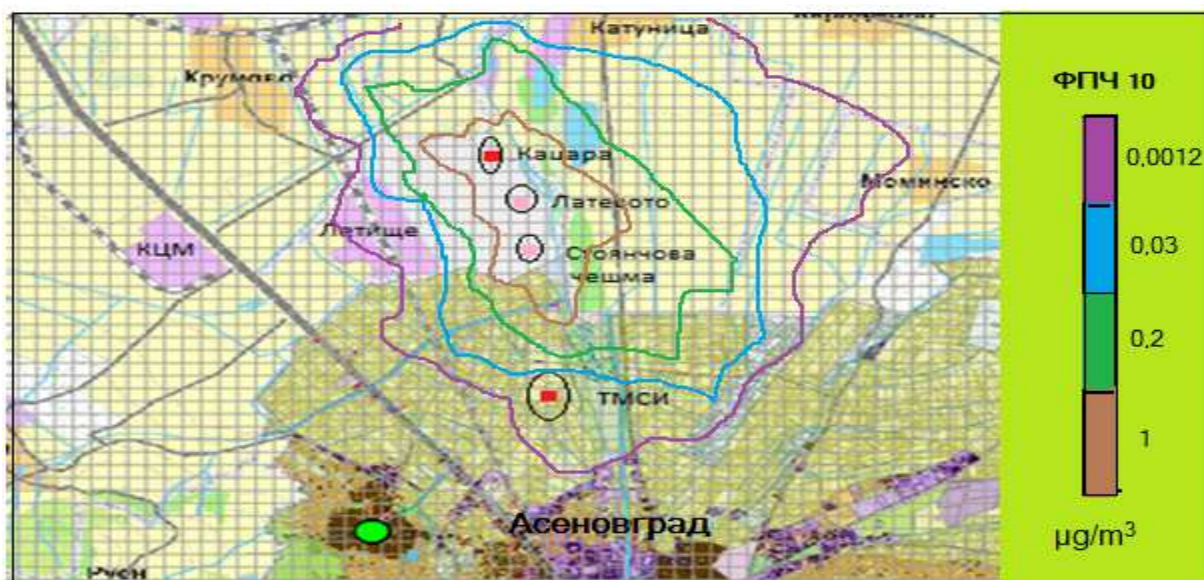 Катуница
Крумово
Кацара
Моминско
Латевото
Летище
КЦМ
Стоянчова
чешма
ТМСИ
Асеновград
Руен
ФПЧ 10
0,0012
0,03
0,2
1
µg/m³